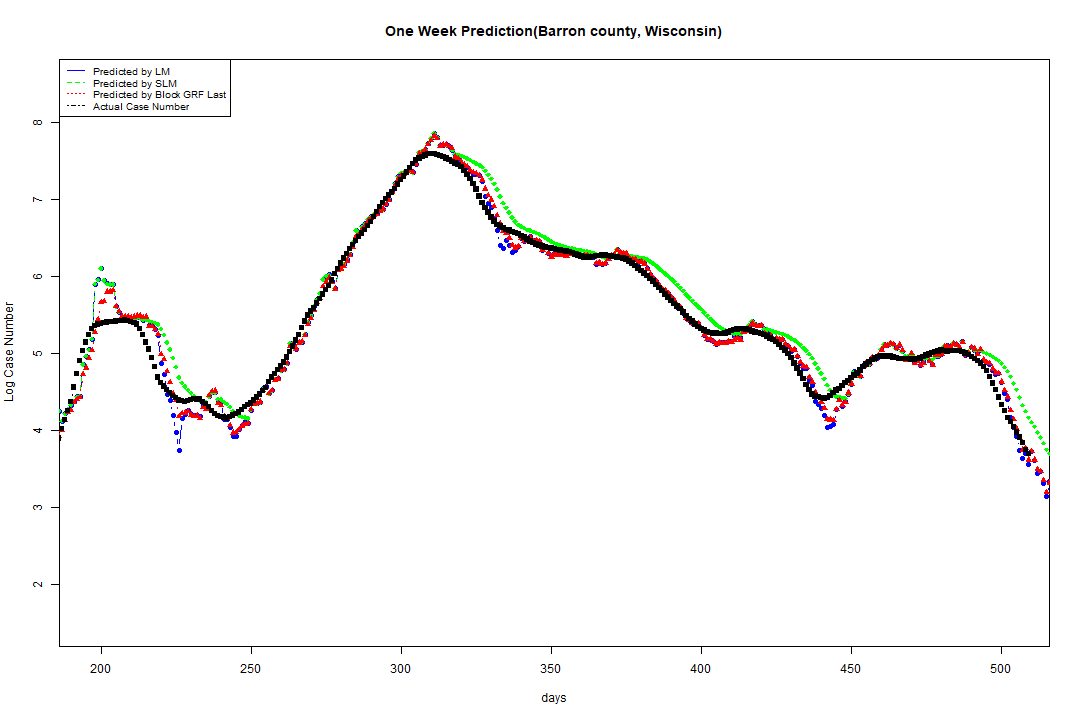 One Week Prediction(Barron county, Wisconsin)
Predicted by LM
Predicted by SLM
Predicted by Block GRF Last
Actual Case Number
Log Case Number
8
7
6
5
4
3
2
200 250 300 350 400 450 500
days